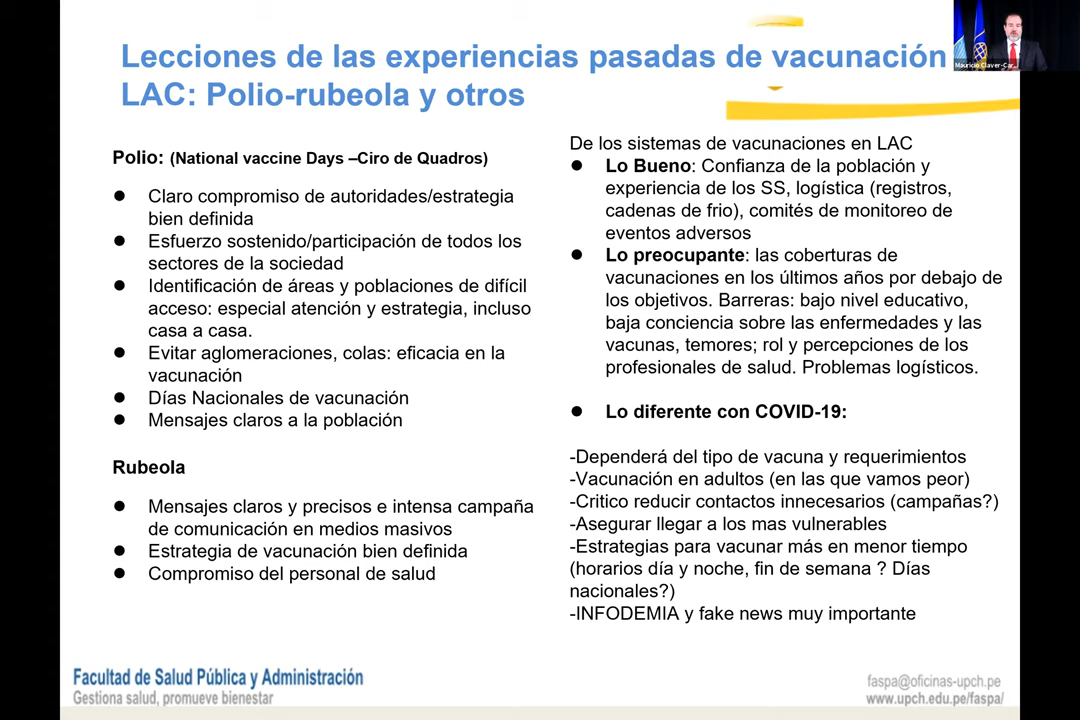 Lecciones de las experiencias pasadas de vacunación
LAC: Polio-rubeola y otros
Mauricio Claver-Car...
Polio: (National vaccine Days –Ciro de Quadros)
● Claro compromiso de autoridades/estrategia
bien definida
● Esfuerzo sostenido/participación de todos los
sectores de la sociedad
● Identificación de áreas y poblaciones de difícil
acceso: especial atención y estrategia, incluso
casa a casa.
● Evitar aglomeraciones, colas: eficacia en la
vacunación
● Días Nacionales de vacunación
● Mensajes claros a la población
Rubeola
● Mensajes claros y precisos e intensa campaña
de comunicación en medios masivos
● Estrategia de vacunación bien definida
● Compromiso del personal de salud
De los sistemas de vacunaciones en LAC
● Lo Bueno: Confianza de la población y
experiencia de los SS, logística (registros,
cadenas de frio), comités de monitoreo de
eventos adversos
● Lo preocupante: las coberturas de
vacunaciones en los últimos años por debajo de
los objetivos. Barreras: bajo nivel educativo,
baja conciencia sobre las enfermedades y las
vacunas, temores; rol y percepciones de los
profesionales de salud. Problemas logísticos.
● Lo diferente con COVID-19:
-Dependerá del tipo de vacuna y requerimientos
-Vacunación en adultos (en las que vamos peor)
-Critico reducir contactos innecesarios (campañas?)
-Asegurar llegar a los mas vulnerables
-Estrategias para vacunar más en menor tiempo
(horarios día y noche, fin de semana ? Días
nacionales?)
-INFODEMIA y fake news muy importante
Facultad de Salud Pública y Administración
Gestiona salud, promueve bienestar
faspa@oficinas-upch.pe
www.upch.edu.pe/faspa/